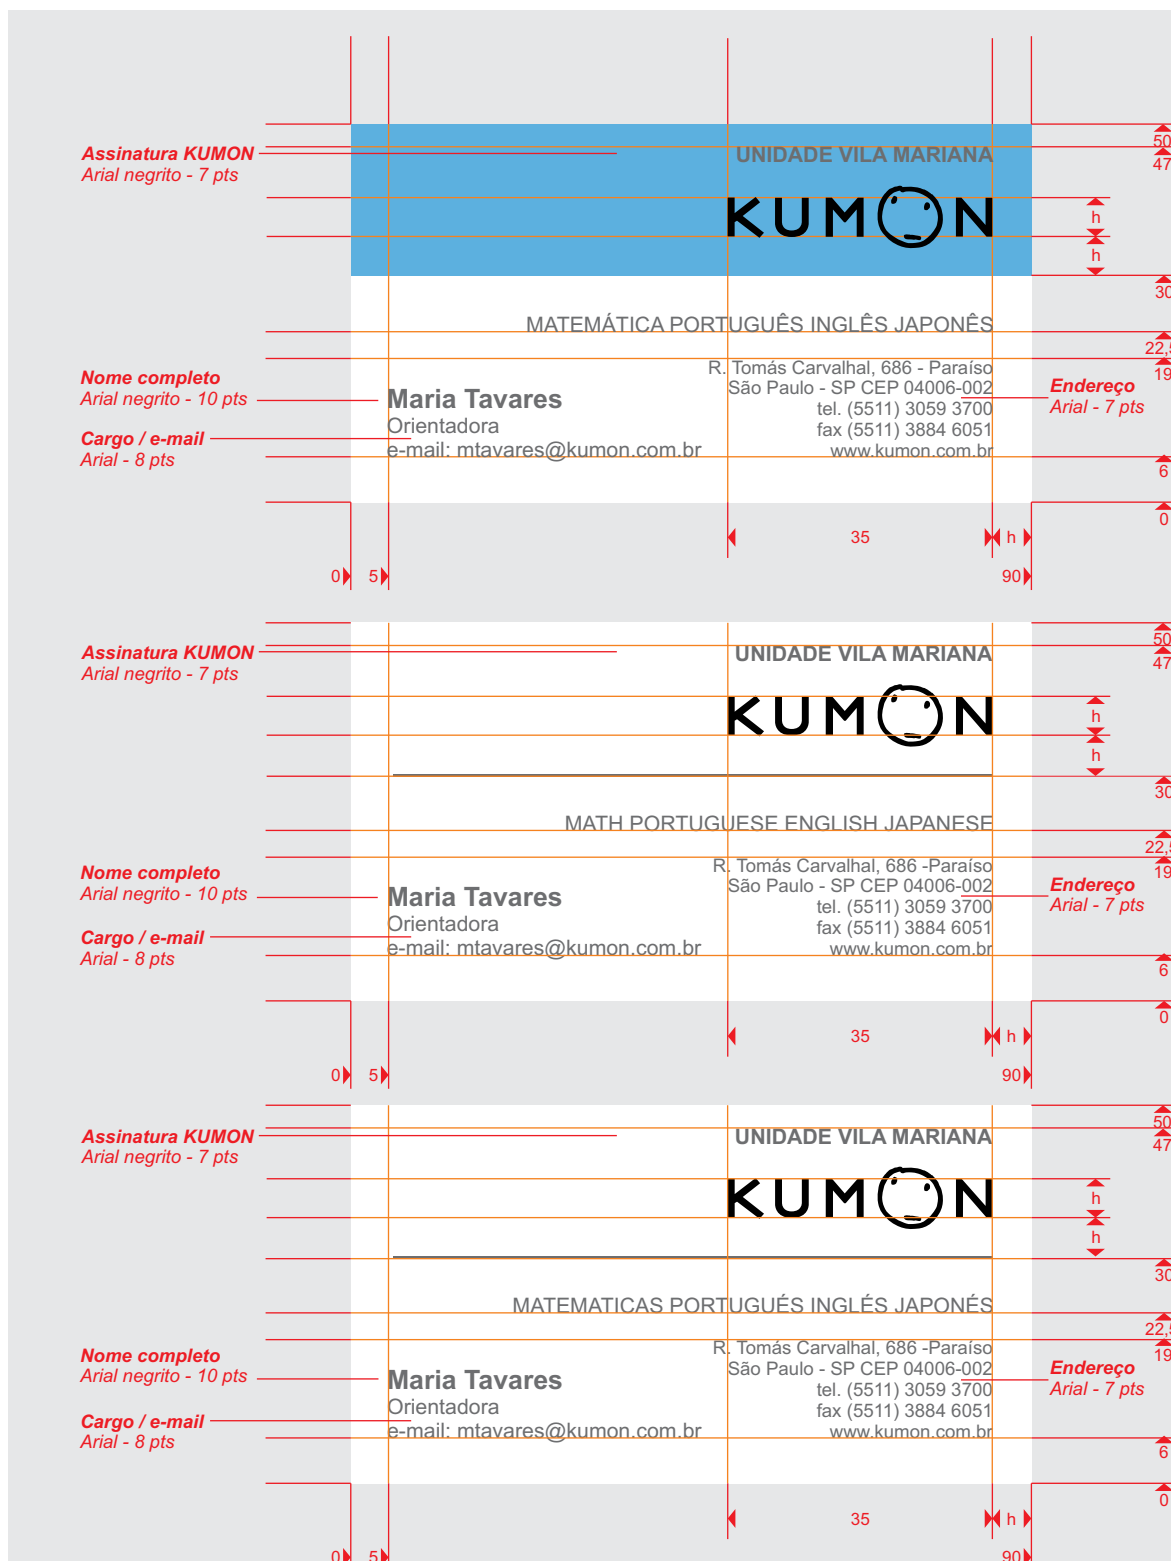 50
Assinatura KUMON
Arial negrito - 7 pts
UNIDADE VILA MARIANA
47
KUMON
h
h
30
MATEMÁTICA PORTUGUÊS INGLÊS JAPONÊS
22,5
19
Nome completo
Arial negrito - 10 pts
Cargo / e-mail
Arial - 8 pts
Maria Tavares
Orientadora
e-mail: mtavares@kumon.com.br
R. Tomás Carvalhal, 686 - Paraíso
São Paulo - SP CEP 04006-002
tel. (5511) 3059 3700
fax (5511) 3884 6051
www.kumon.com.br
Endereço
Arial - 7 pts
6
0
35
h
0
5
90
50
Assinatura KUMON
Arial negrito - 7 pts
UNIDADE VILA MARIANA
47
KUMON
h
h
30
MATH PORTUGUESE ENGLISH JAPANESE
22,5
19
Nome completo
Arial negrito - 10 pts
Cargo / e-mail
Arial - 8 pts
Maria Tavares
Orientadora
e-mail: mtavares@kumon.com.br
R. Tomás Carvalhal, 686 -Paraíso
São Paulo - SP CEP 04006-002
tel. (5511) 3059 3700
fax (5511) 3884 6051
www.kumon.com.br
Endereço
Arial - 7 pts
6
0
35
h
0
5
90
50
Assinatura KUMON
Arial negrito - 7 pts
UNIDADE VILA MARIANA
47
KUMON
h
h
30
MATEMATICAS PORTUGUÉS INGLÉS JAPONÉS
22,5
19
Nome completo
Arial negrito - 10 pts
Cargo / e-mail
Arial - 8 pts
Maria Tavares
Orientadora
e-mail: mtavares@kumon.com.br
R. Tomás Carvalhal, 686 -Paraíso
São Paulo - SP CEP 04006-002
tel. (5511) 3059 3700
fax (5511) 3884 6051
www.kumon.com.br
Endereço
Arial - 7 pts
6
0
35
h
0
5
90